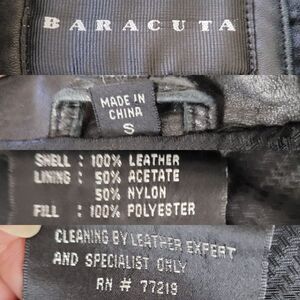 BARACUTA
MADE IN
CHINA
S
SHELL : 100% LEATHER
LINING : 50% ACETATE
50% NYLON
FILL : 100% POLYESTER
CLEANING BY LEATHER EXPERT
AND SPECIALIST ONLY
RN # 77219